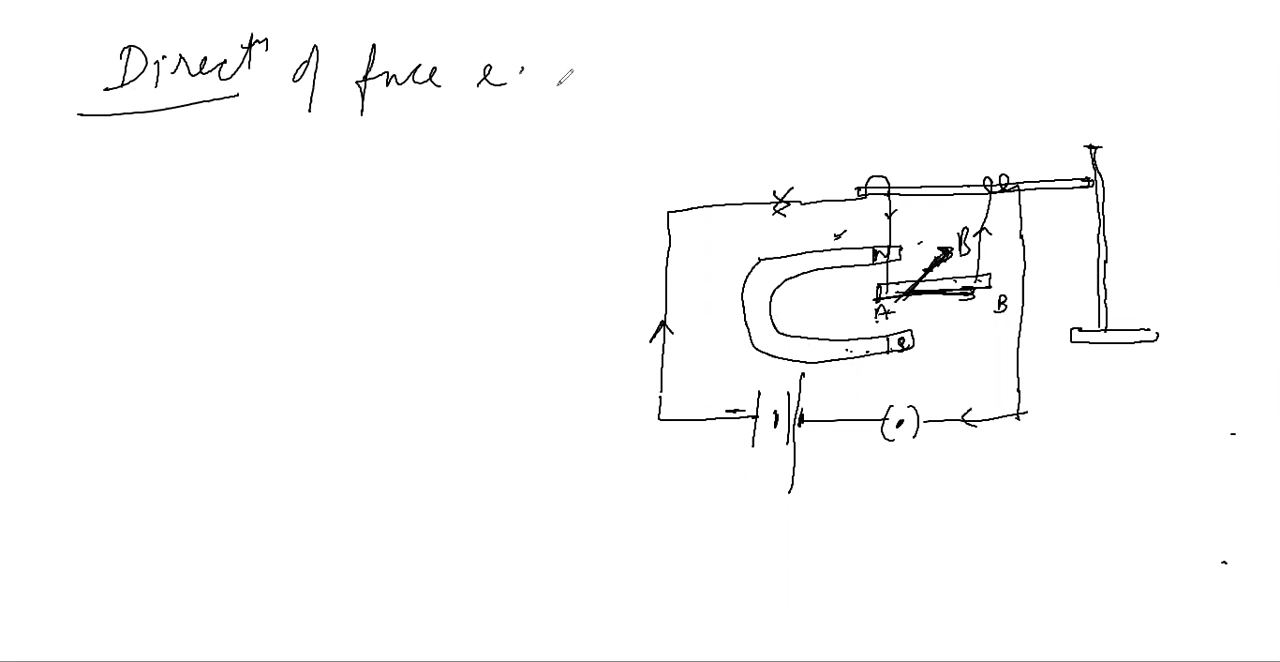 Directⁿ of force e.
N
B
A
B
S